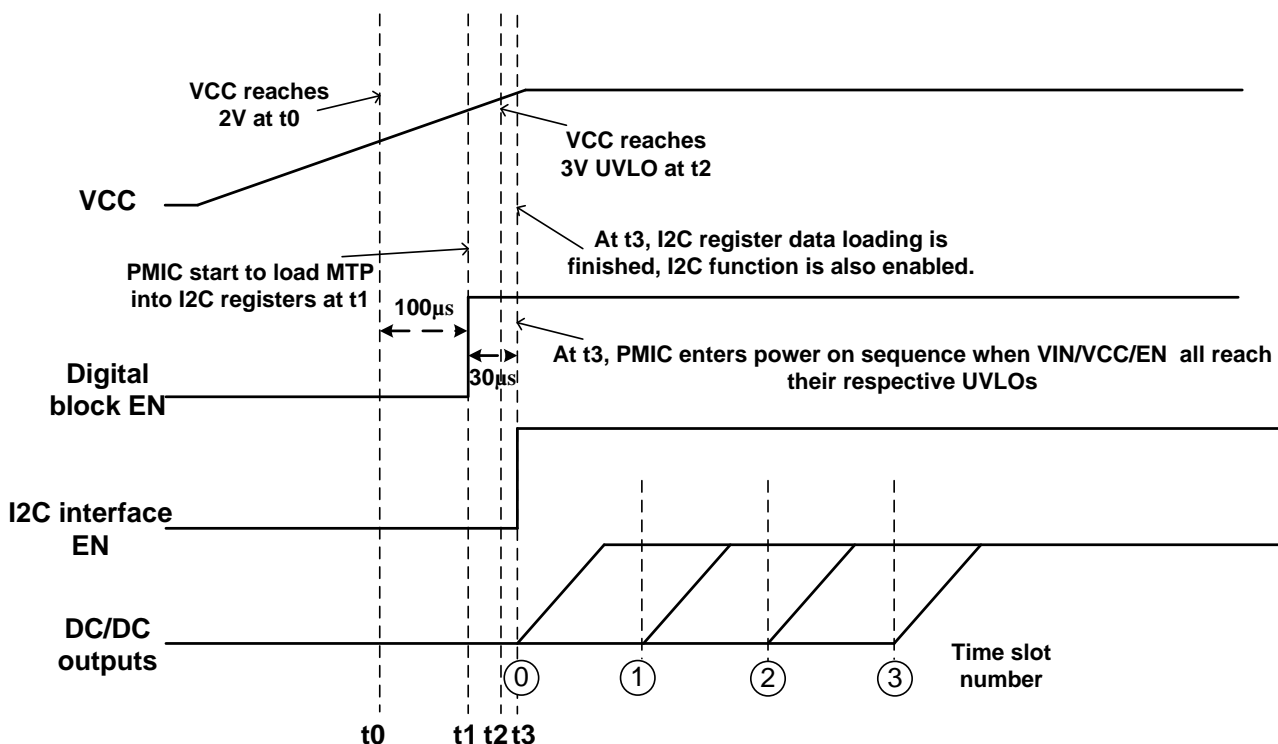 VCC reaches
2V at t0
VCC reaches
3V UVLO at t2
VCC
At t3, I2C register data loading is
finished, I2C function is also enabled.
PMIC start to load MTP
into I2C registers at t1
100µs
At t3, PMIC enters power on sequence when VIN/VCC/EN all reach
their respective UVLOs
30µs
Digital
block EN
I2C interface
EN
DC/DC
outputs
0
1
2
3
Time slot
number
t0
t1
t2
t3